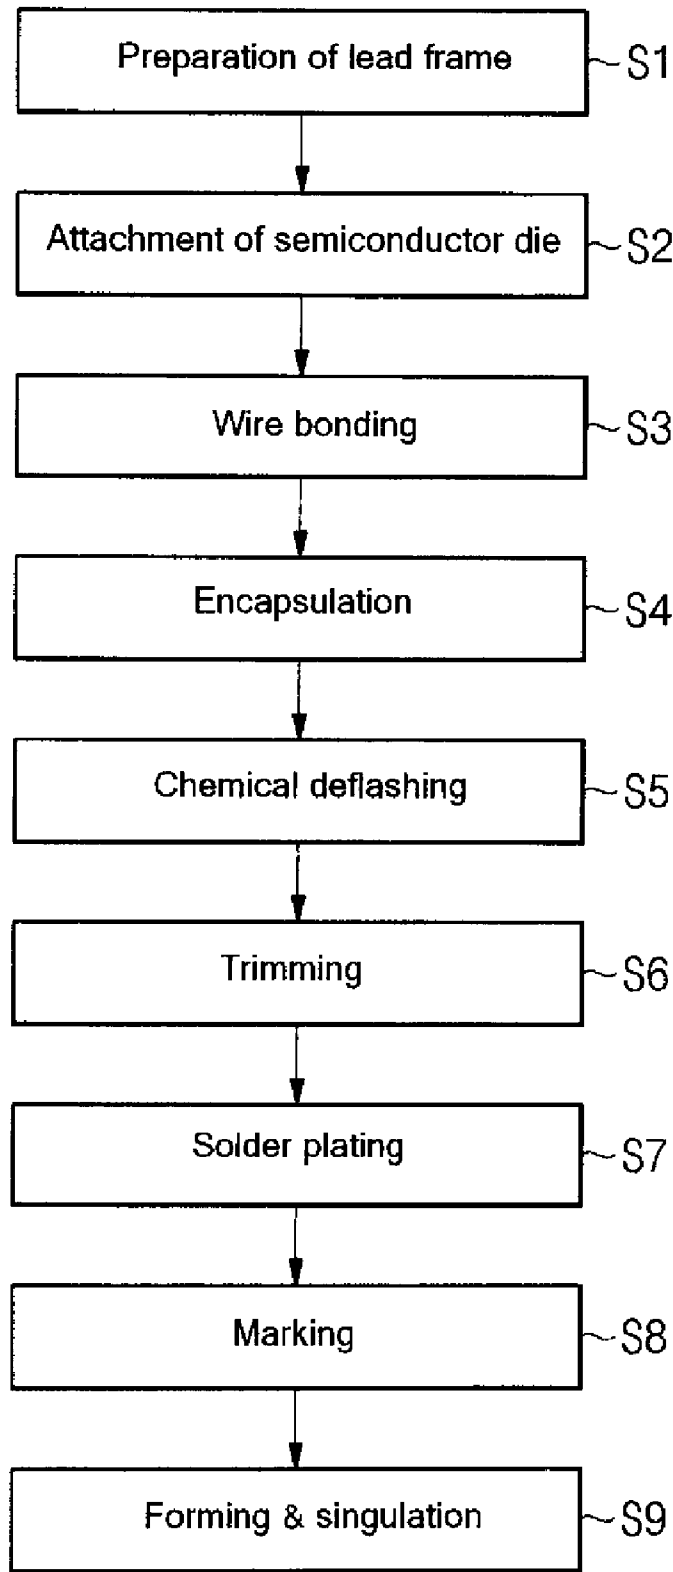 Preparation of lead frame S1
Attachment of semiconductor die S2
Wire bonding S3
Encapsulation S4
Chemical deflashing S5
Trimming S6
Solder plating S7
Marking S8
Forming & singulation S9